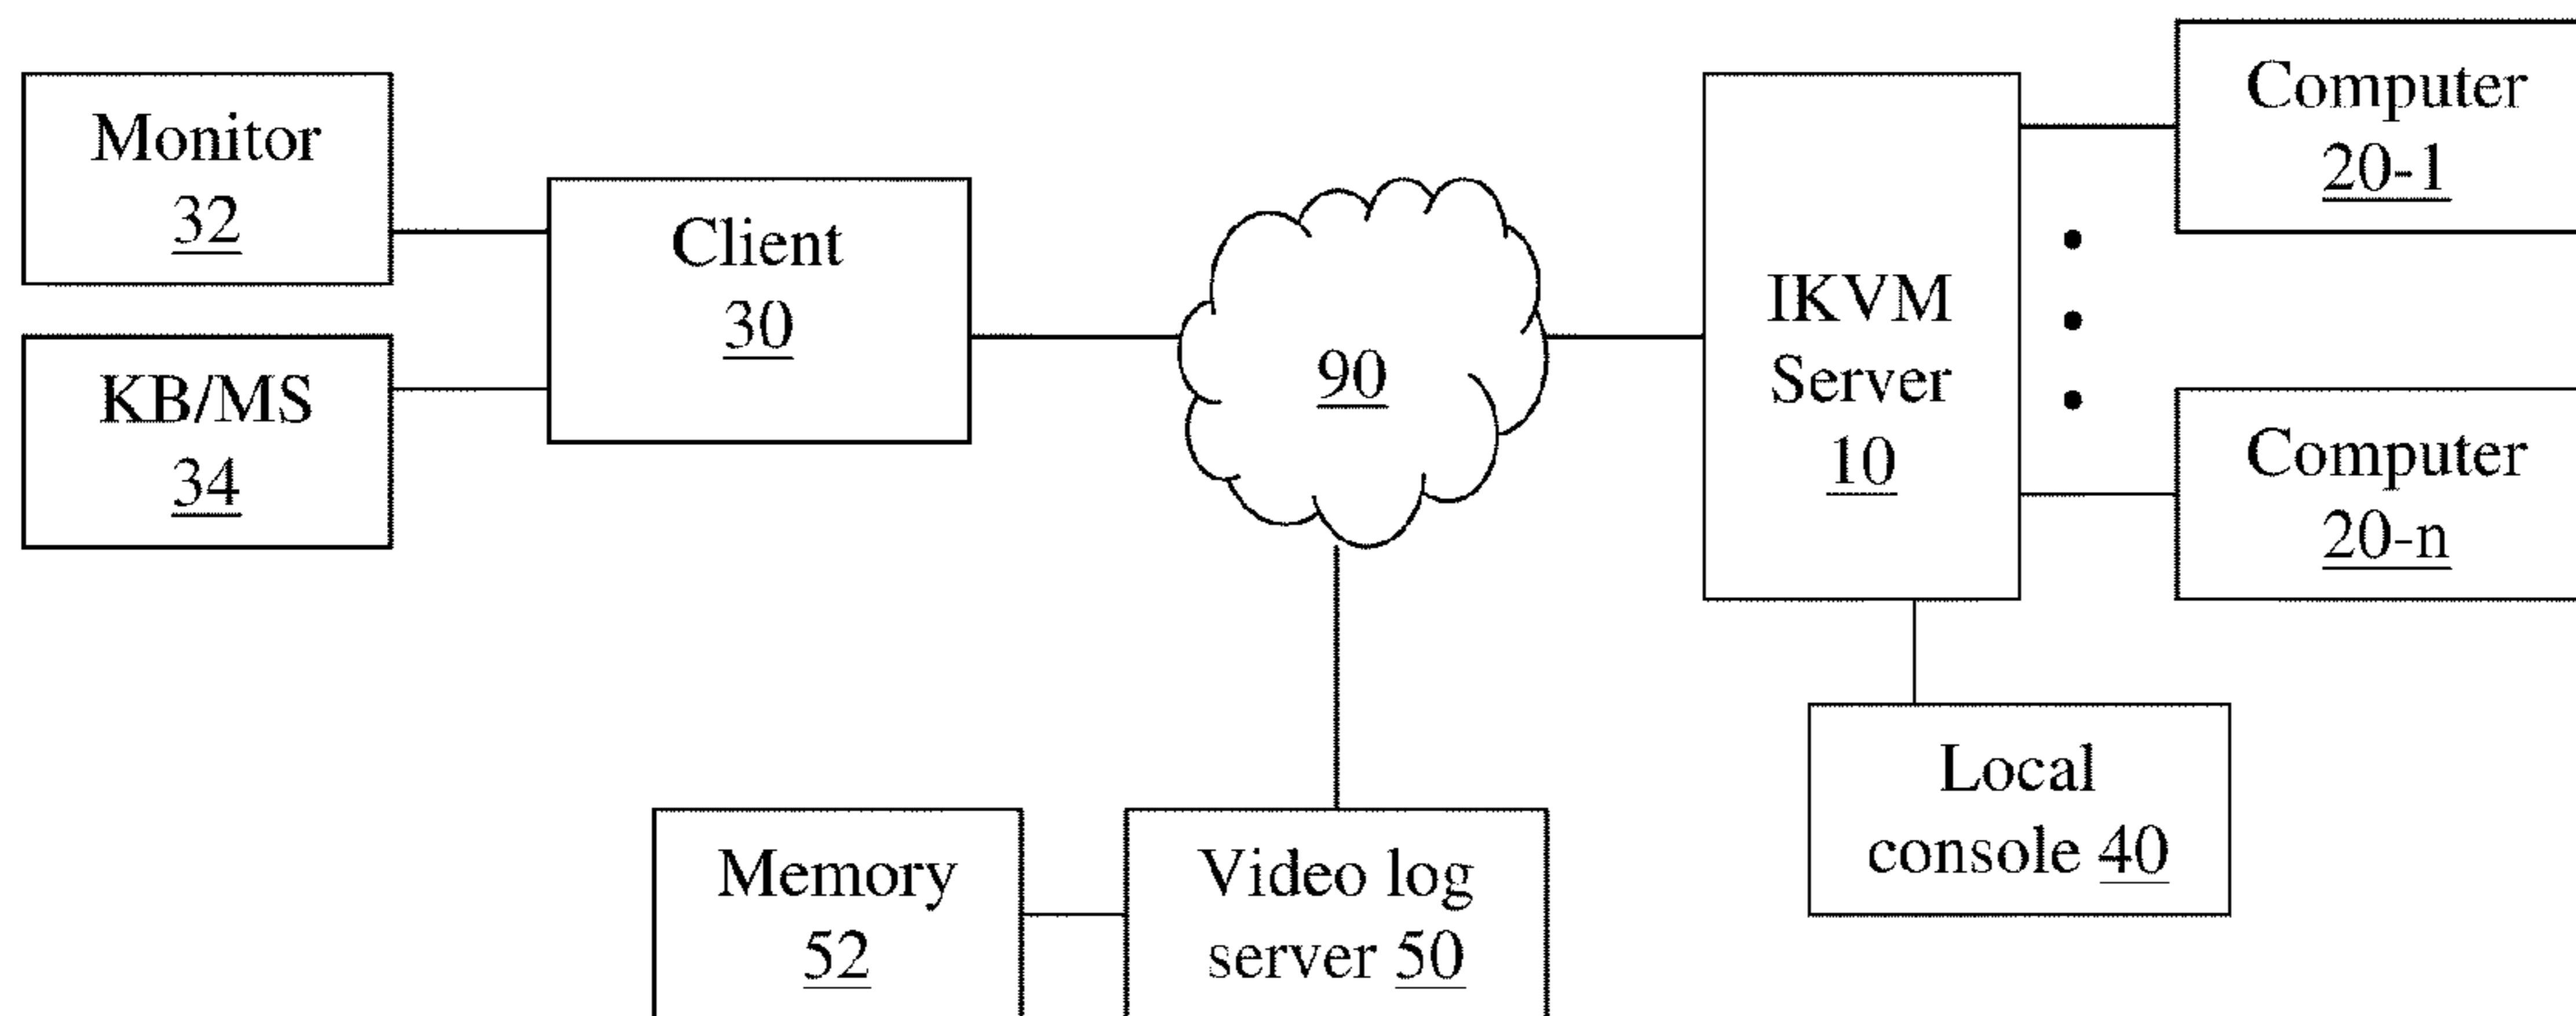 Monitor
32
KB/MS
34
Client
30
90
IKVM
Server
10
Computer
20-1
Computer
20-n
Local
console 40
Memory
52
Video log
server 50